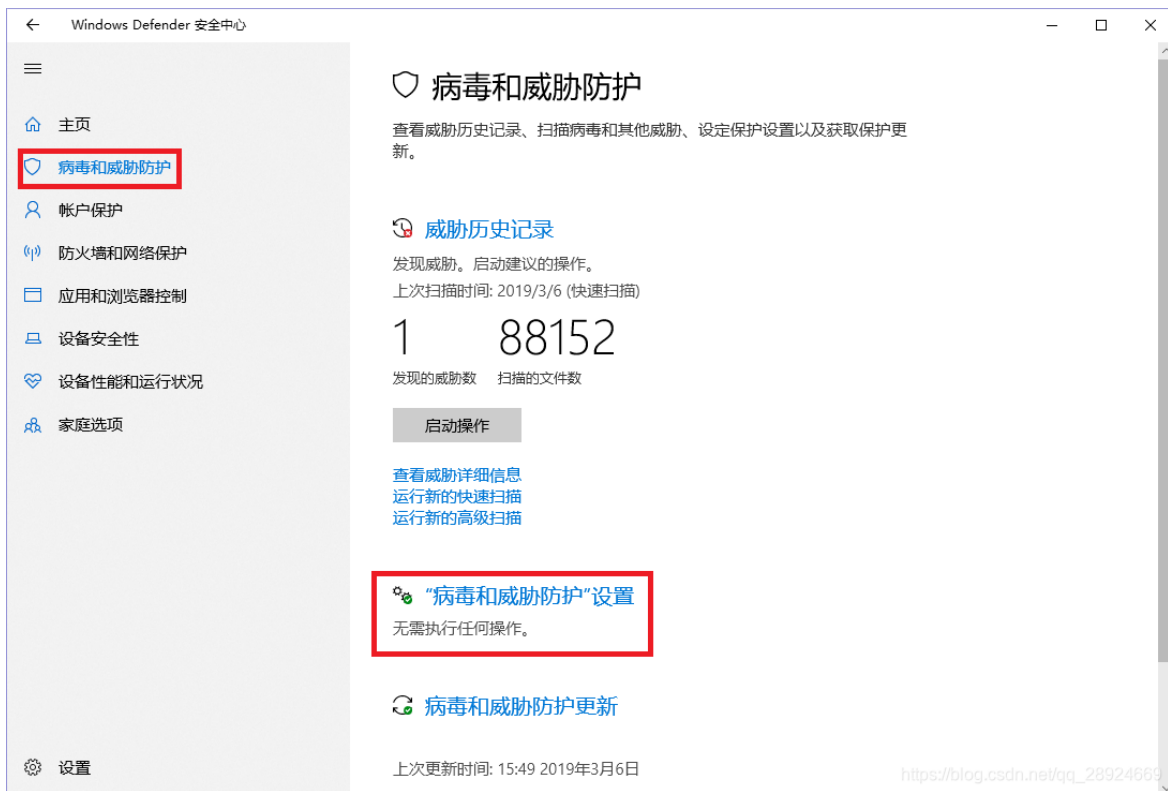 Windows Defender 安全中心
主页
病毒和威胁防护
帐户保护
防火墙和网络保护
应用和浏览器控制
设备安全性
设备性能和运行状况
家庭选项
设置
病毒和威胁防护
查看威胁历史记录、扫描病毒和其他威胁、设定保护设置以及获取保护更
新。
威胁历史记录
发现威胁。启动建议的操作。
上次扫描时间: 2019/3/6 (快速扫描)
1 88152
发现的威胁数 扫描的文件数
启动操作
查看威胁详细信息
运行新的快速扫描
运行新的高级扫描
“病毒和威胁防护”设置
无需执行任何操作。
病毒和威胁防护更新
上次更新时间: 15:49 2019年3月6日
https://blog.csdn.net/qq_28924669